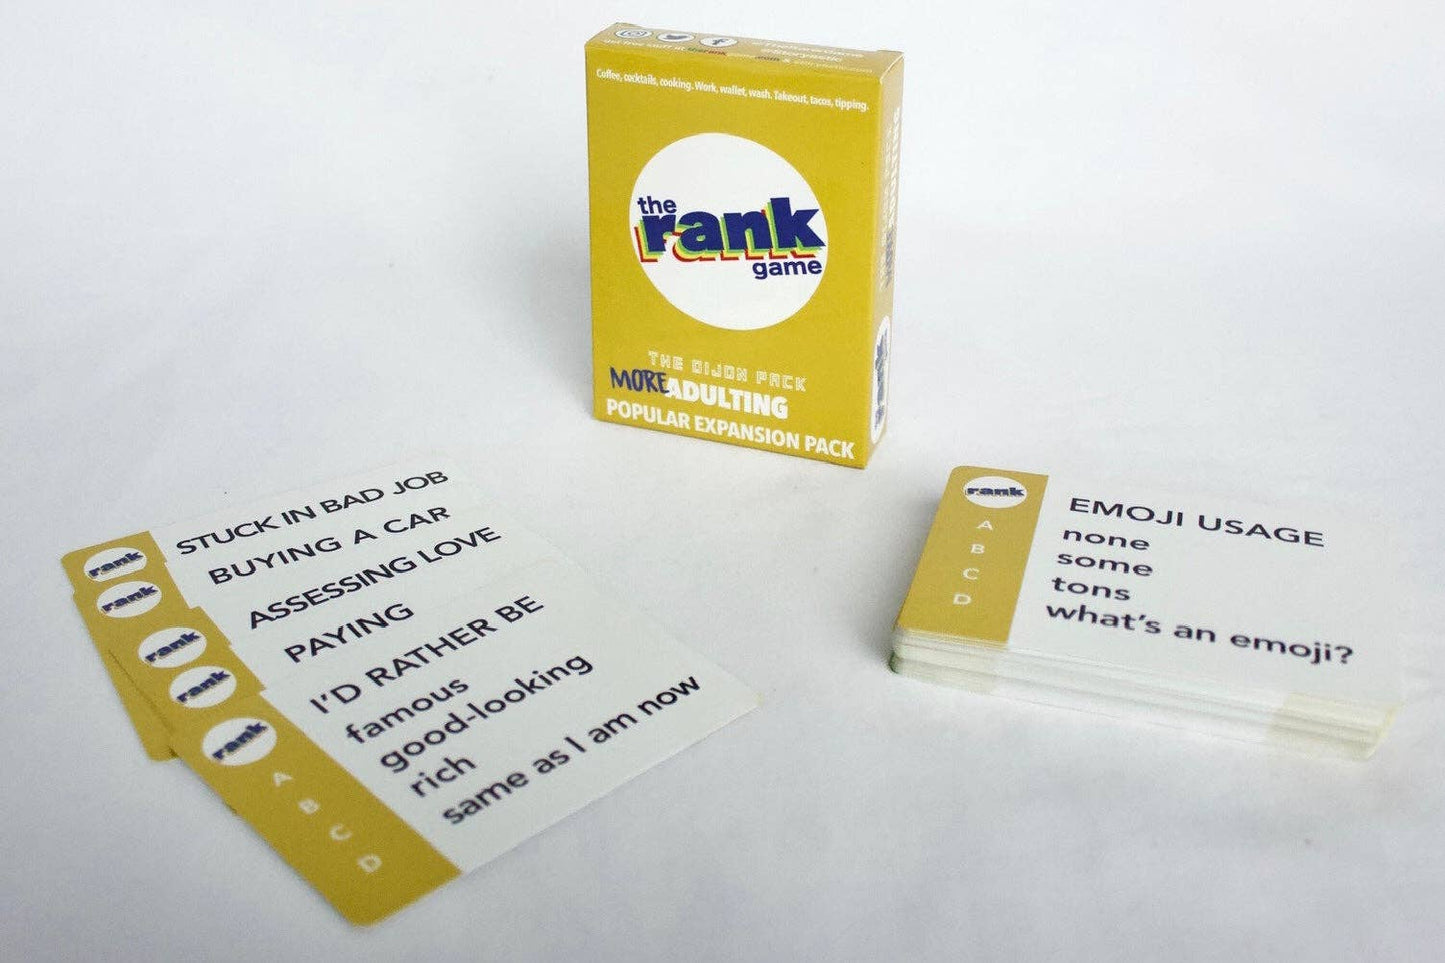 Coffee, cocktails, cooking. Work, wallet, wash. Takeout, tacos, tipping.
the
rank
game
THE DIJON PACK
MORE ADULTING
POPULAR EXPANSION PACK
rank
STUCK IN BAD JOB
rank
BUYING A CAR
rank
ASSESSING LOVE
rank
PAYING
rank
I'D RATHER BE
A famous
B good-looking
C rich
D same as I am now
rank
EMOJI USAGE
A none
B some
C tons
D what's an emoji?